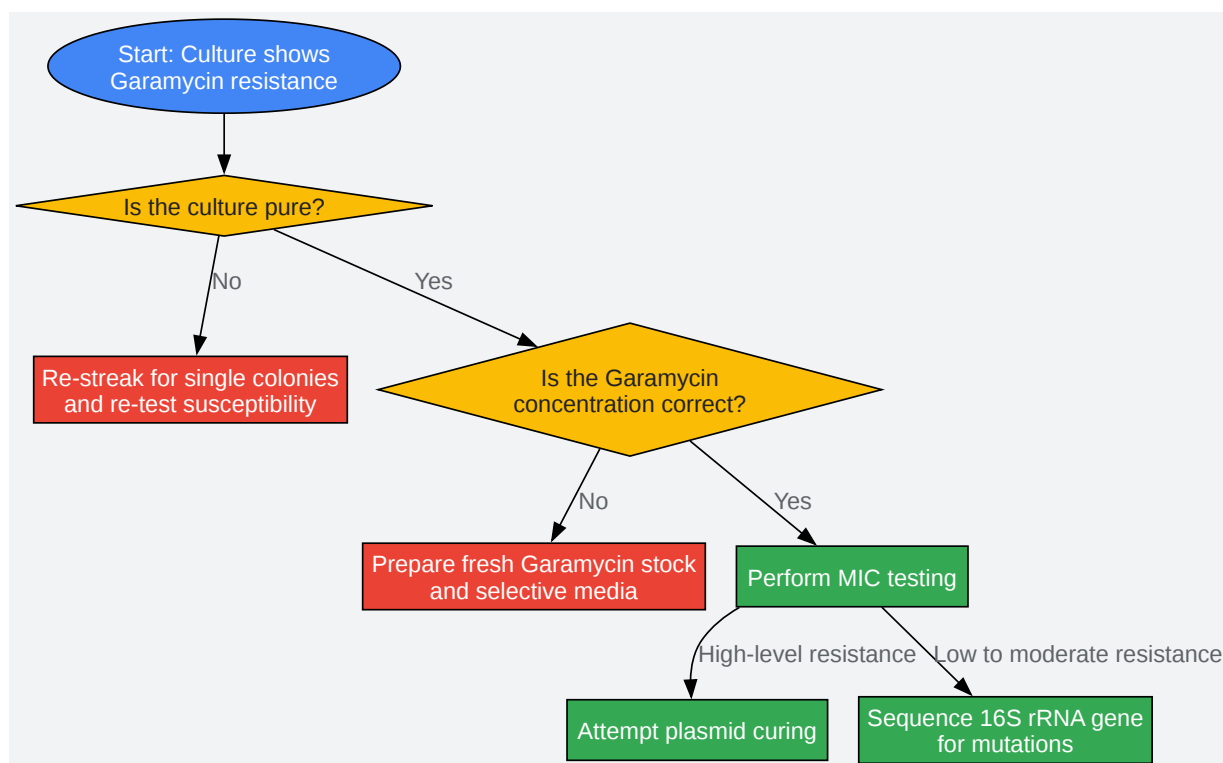 Start: Culture shows
Garamycin resistance
Is the culture pure?
No
Yes
Re-streak for single colonies
and re-test susceptibility
Is the Garamycin
concentration correct?
No
Yes
Prepare fresh Garamycin stock
and selective media
Perform MIC testing
High-level resistance
Low to moderate resistance
Attempt plasmid curing
Sequence 16S rRNA gene
for mutations